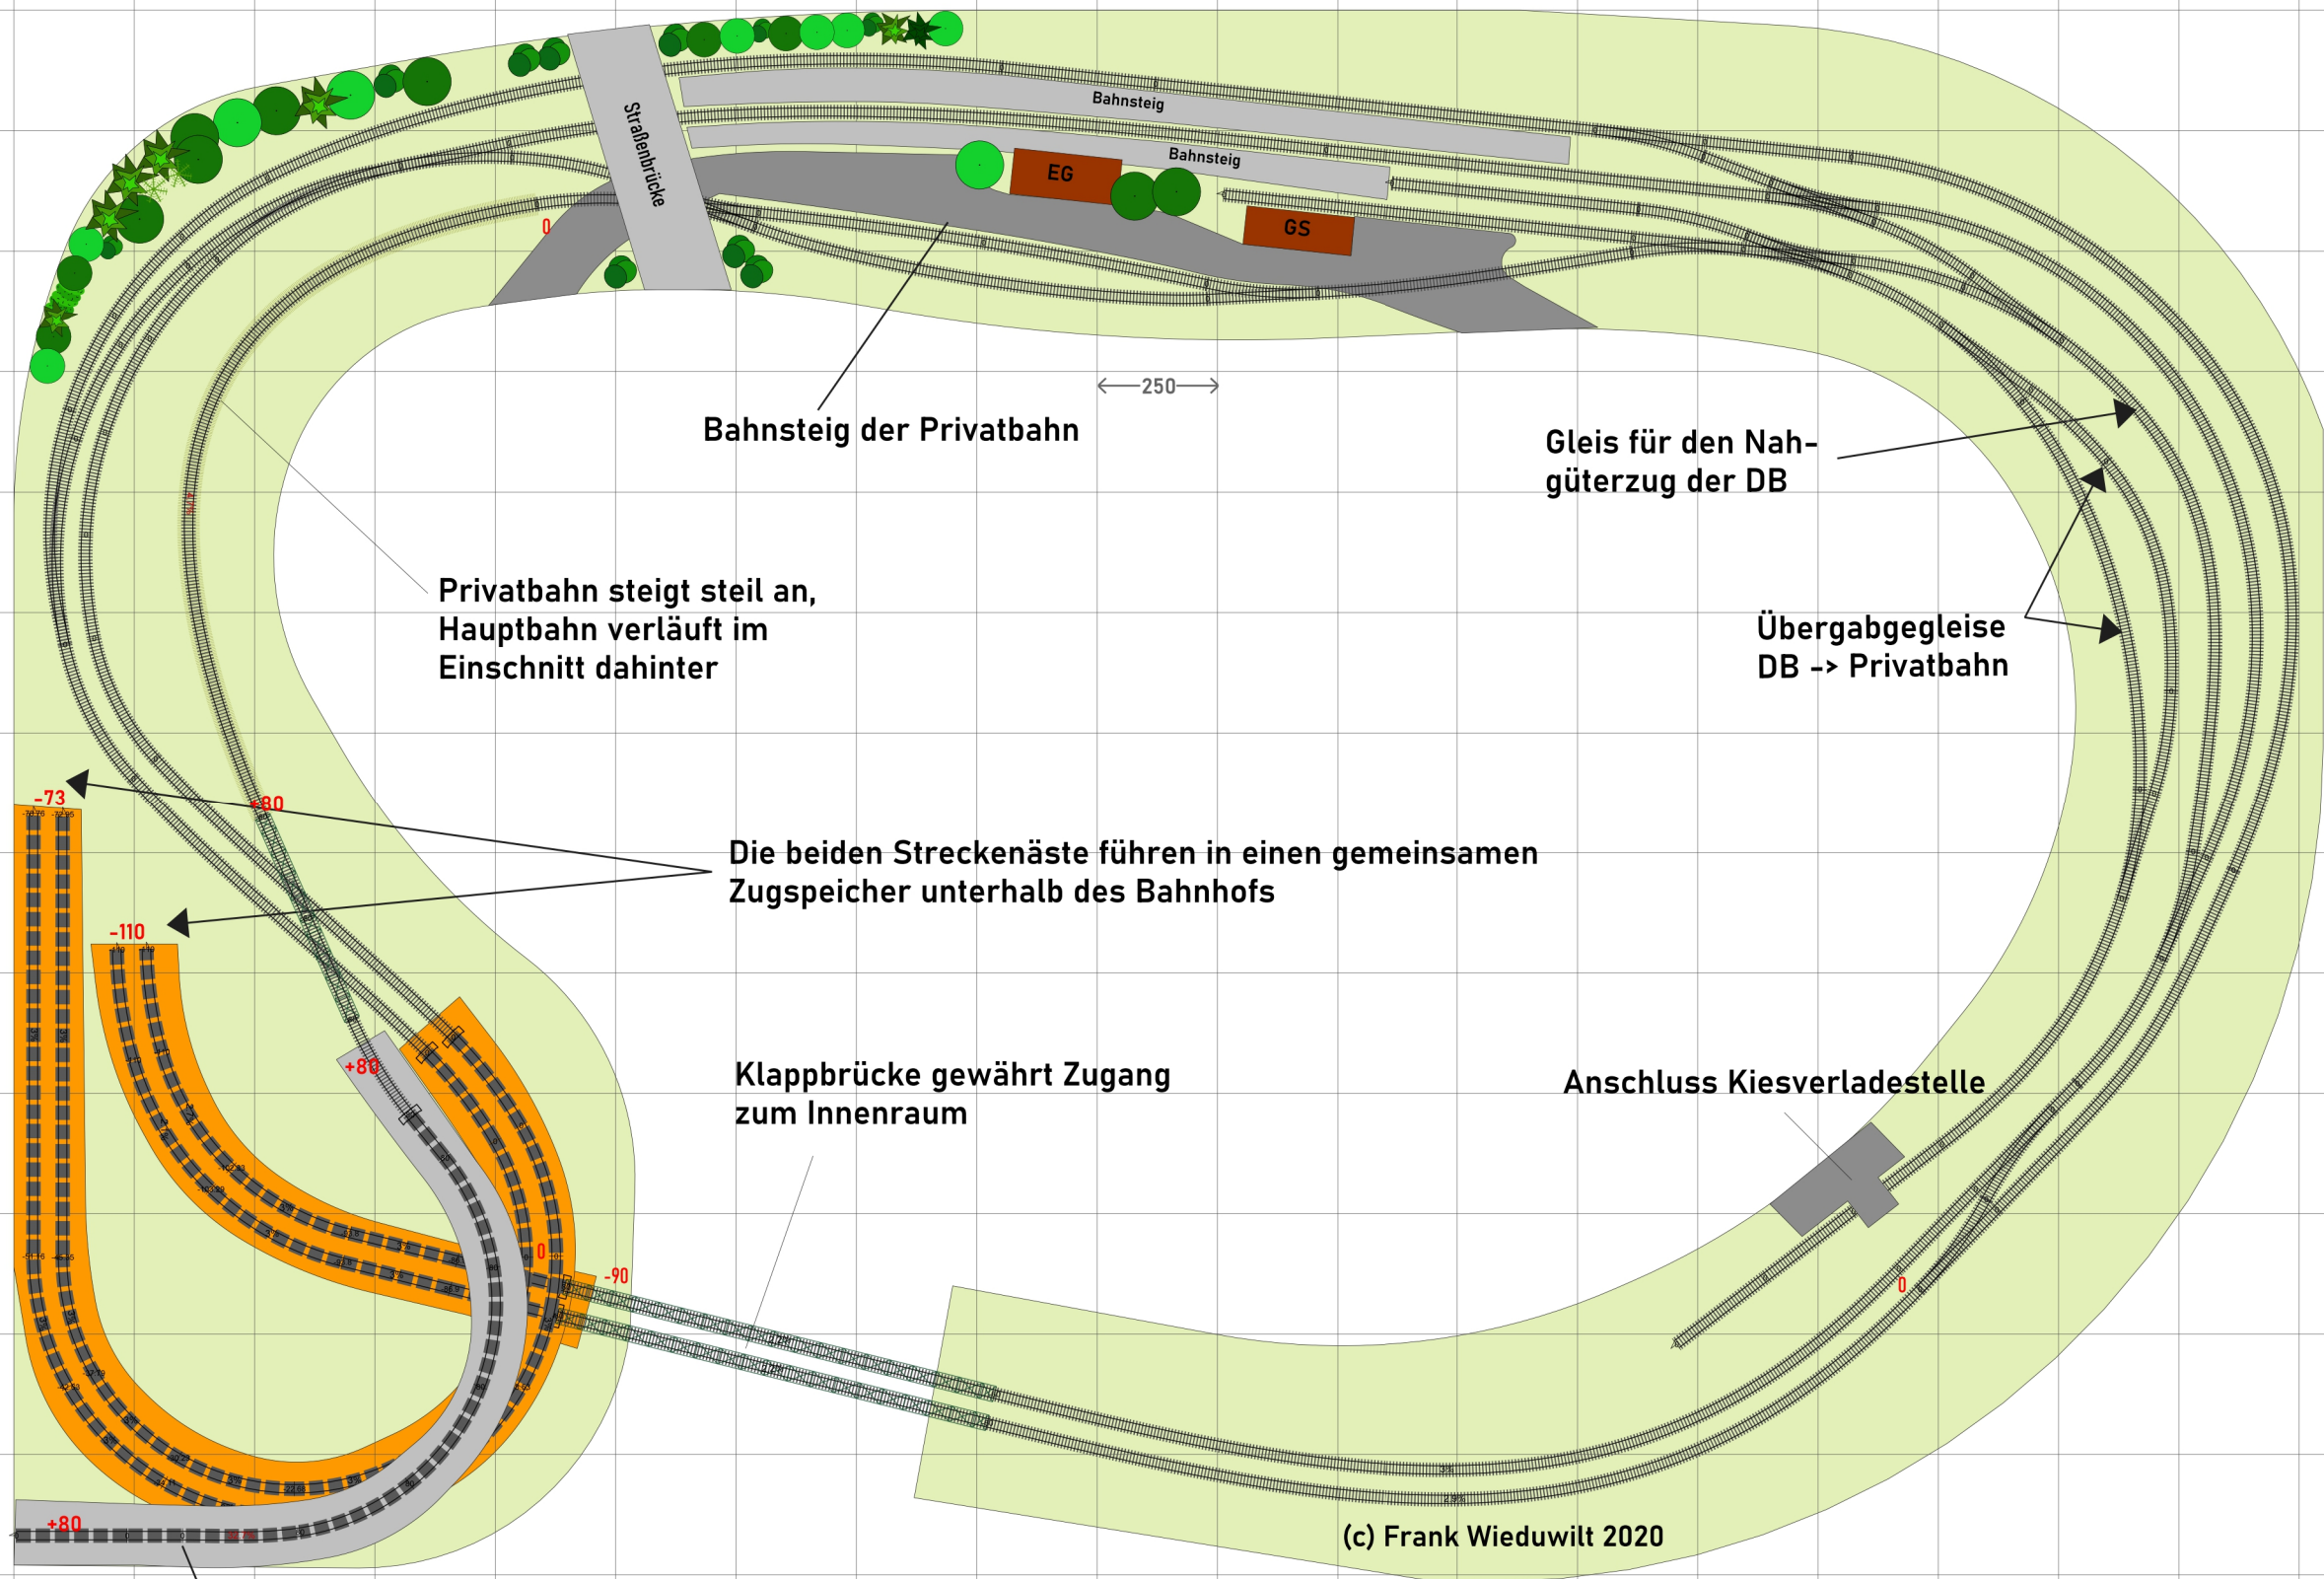 Straßenbrücke
Bahnsteig
Bahnsteig
EG
GS
0
250
Bahnsteig der Privatbahn
Gleis für den Nah-
güterzug der DB
Privatbahn steigt steil an,
Hauptbahn verläuft im
Einschnitt dahinter
Übergabgegleise
DB -> Privatbahn
-73
+80
Die beiden Streckenäste führen in einen gemeinsamen
Zugspeicher unterhalb des Bahnhofs
-110
+80
Klappbrücke gewährt Zugang
zum Innenraum
Anschluss Kiesverladestelle
0
-90
0
3%
2.9%
+80
(c) Frank Wieduwilt 2020